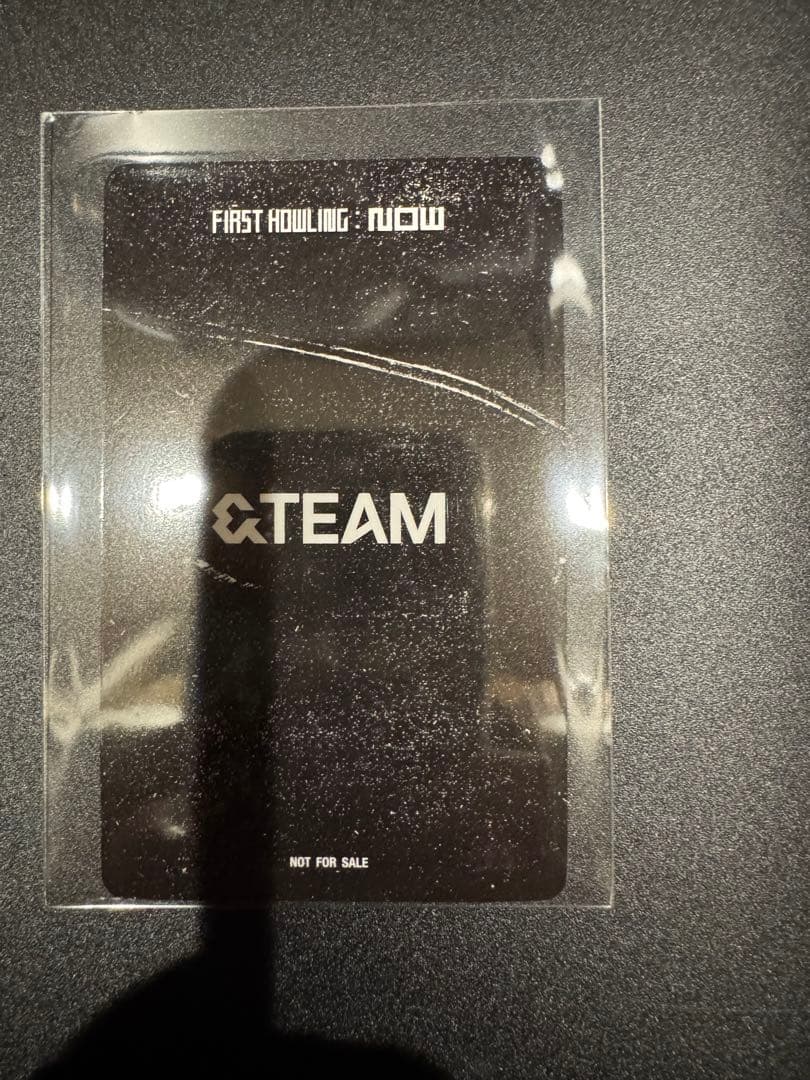 FIRST HOWLING : NOW
&TEAM
NOT FOR SALE